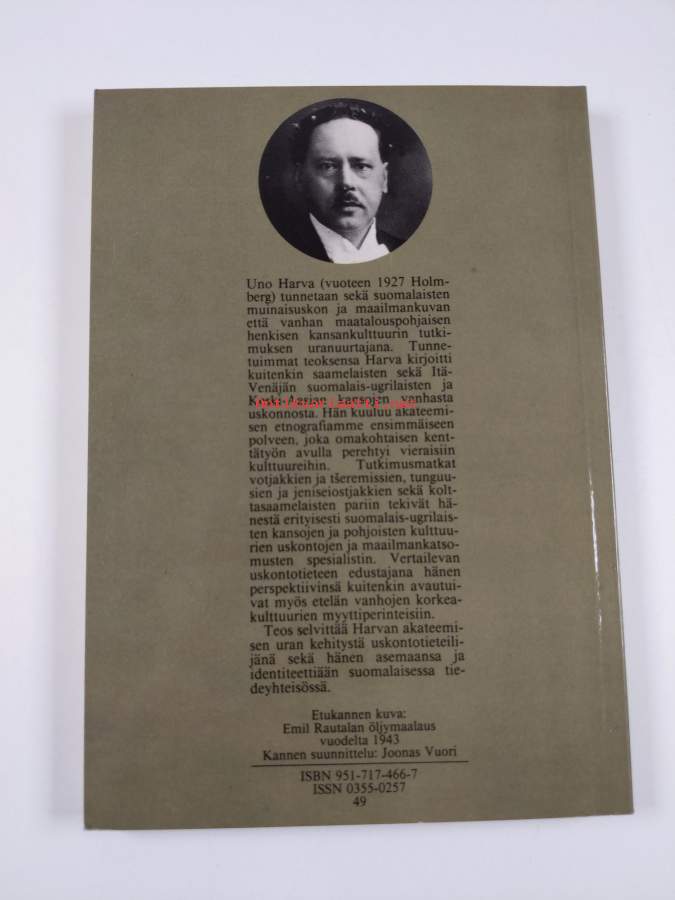 Uno Harva (vuoteen 1927 Holm-
berg) tunnetaan sekä suomalaisten
muinaisuskon ja maailmankuvan
että vanhan maatalouspohjaisen
henkisen kansankulttuurin tutki-
muksen uranuurtajana. Tunne-
tuimmat teoksensa Harva kirjoitti
kuitenkin saamelaisten sekä Itä-
Venäjän suomalais-ugrilaisten ja
Keski-Aasian kansojen vanhasta
uskonnosta. Hän kuuluu akateemi-
sen etnografiamme ensimmäiseen
polveen, joka omakohtaisen kent-
tätyön avulla perehtyi vieraisiin
kulttuureihin. Tutkimusmatkat
votjakkien ja tšeremissien, tunguu-
sien ja jeniseiostjakkien sekä kolt-
tasaamelaisten pariin tekivät hä-
nestä erityisesti suomalais-ugrilais-
ten kansojen ja pohjoisten kulttuu-
rien uskontojen ja maailmankatso-
musten spesialistin. Vertailevan
uskontotieteen edustajana hänen
perspektiivinsä kuitenkin avautui-
vat myös etelän vanhojen korkea-
kulttuurien myyttiperinteisiin.
Teos selvittää Harvan akateemi-
sen uran kehitystä uskontotieteili-
jänä sekä hänen asemaansa ja
identiteettiään suomalaisessa tie-
deyhteisössä.
Etukannen kuva:
Emil Rautalan öljymaalaus
vuodelta 1943
Kannen suunnittelu: Joonas Vuori
ISBN 951-717-466-7
ISSN 0355-0257
49